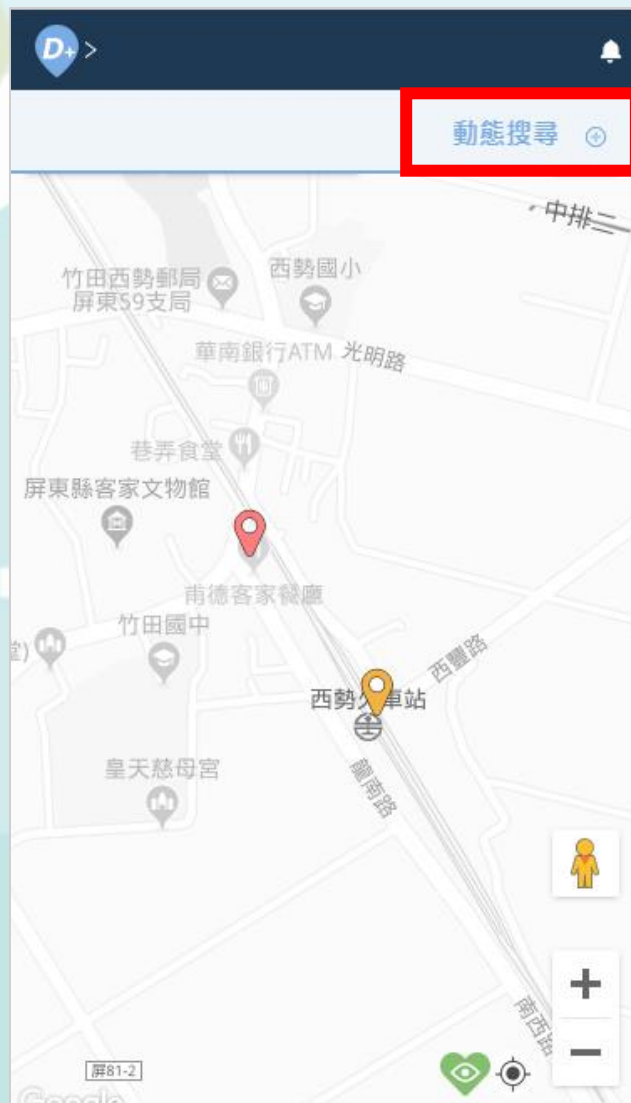 D+ >
動態搜尋
中排二
竹田西勢郵局
屏東59支局
西勢國小
華南銀行ATM
光明路
巷弄食堂
屏東縣客家文物館
甫德客家餐廳
竹田國中
堂)
西豐路
西勢火車站
皇天慈母宮
龍南路
+
南西路
−
屏81-2
Google